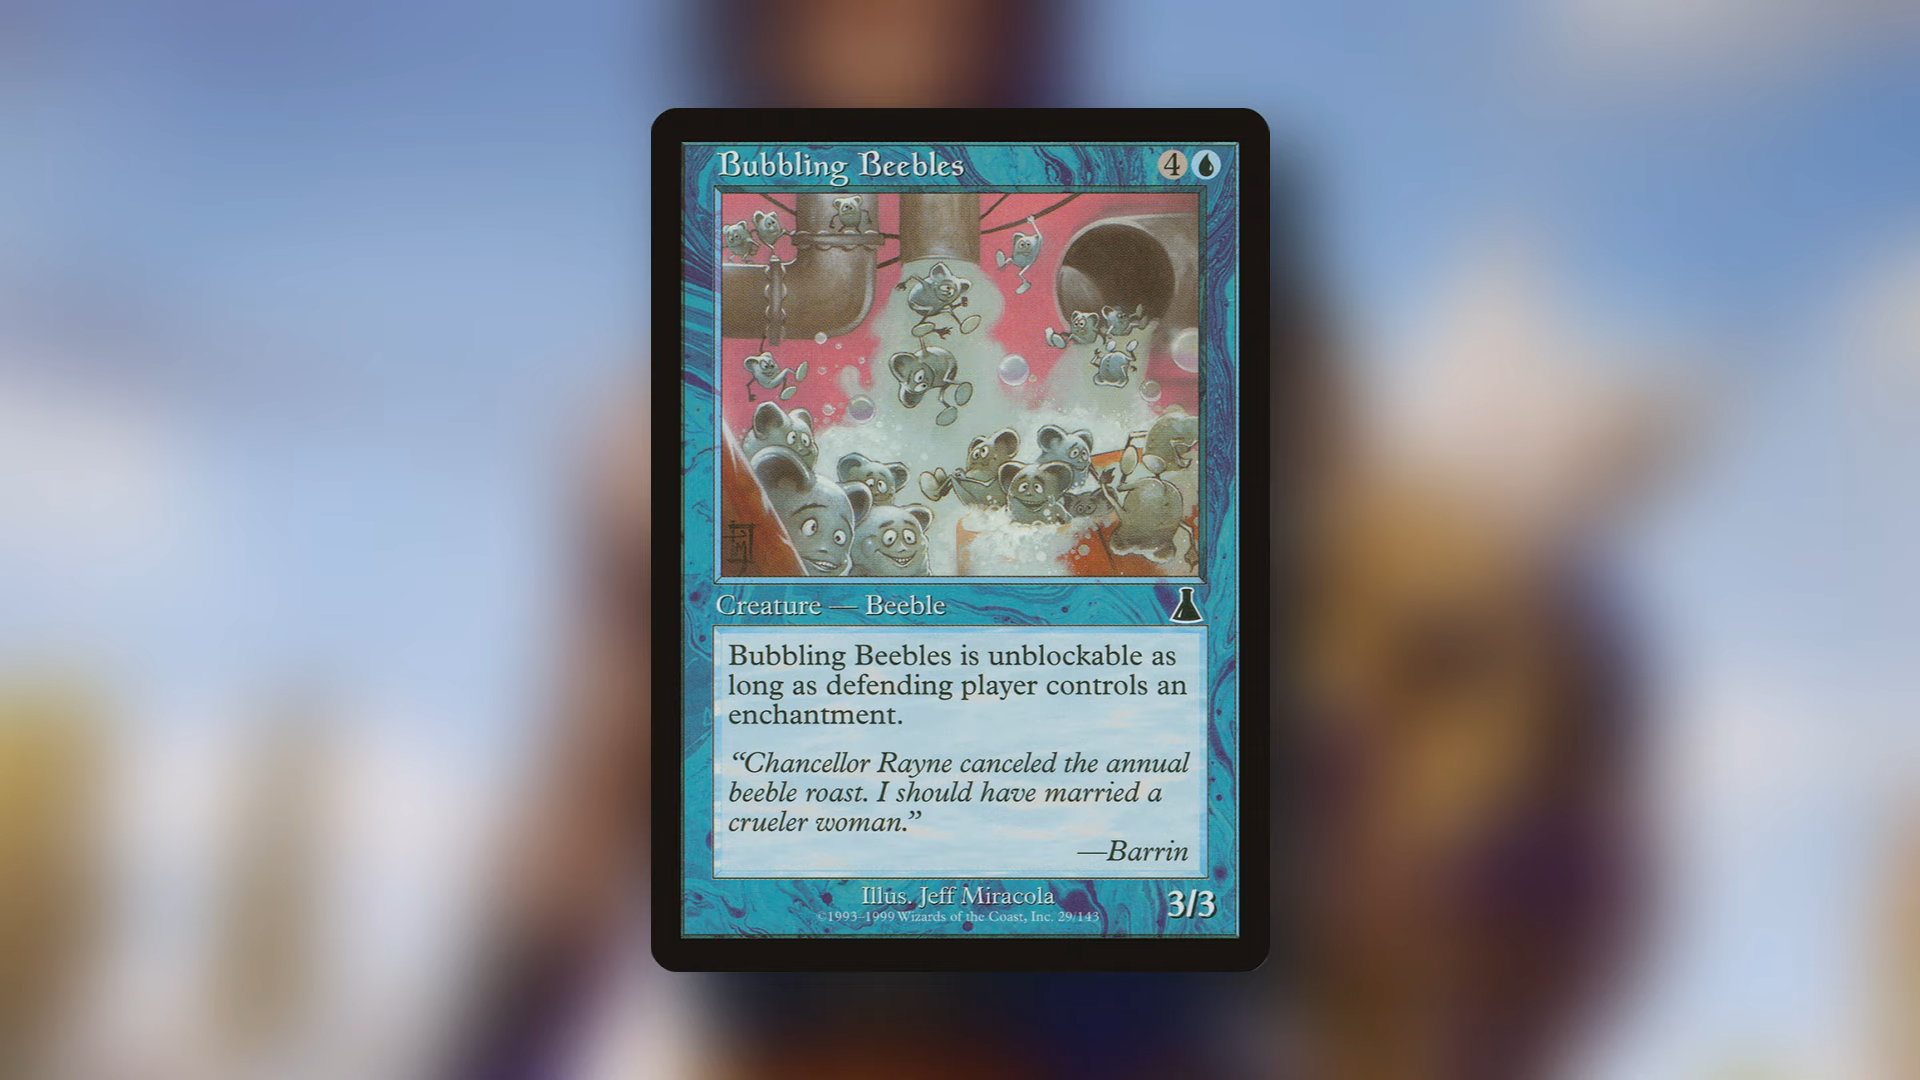 Bubbling Beebles 4
Creature — Beeble
Bubbling Beebles is unblockable as
long as defending player controls an
enchantment.
“Chancellor Rayne canceled the annual
beeble roast. I should have married a
crueler woman.”
—Barrin
Illus. Jeff Miracola
©1993–1999 Wizards of the Coast, Inc. 29/143
3/3